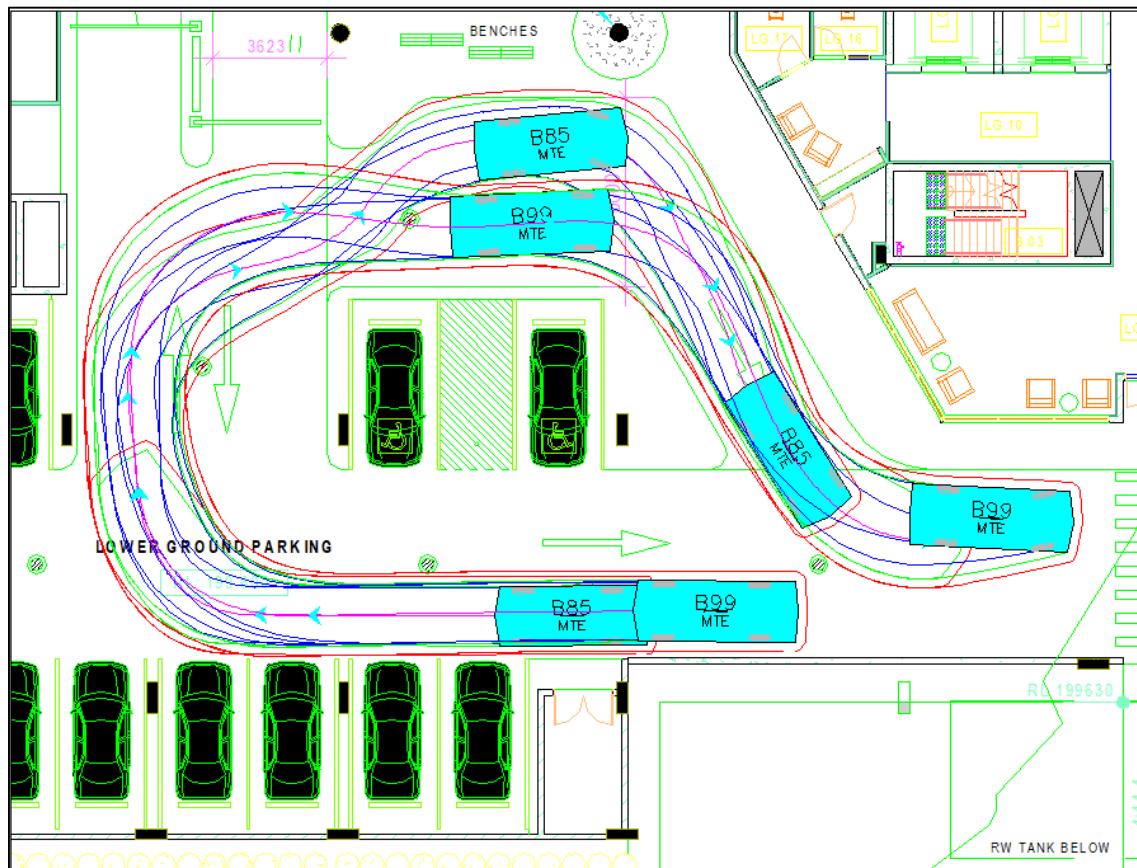 BENCHES
3623
LG.17
LG.16
LG.10
B85
MTE
B99
MTE
B85
MTE
B99
MTE
LOWER GROUND PARKING
B85
MTE
B99
MTE
RL 199630
RW TANK BELOW